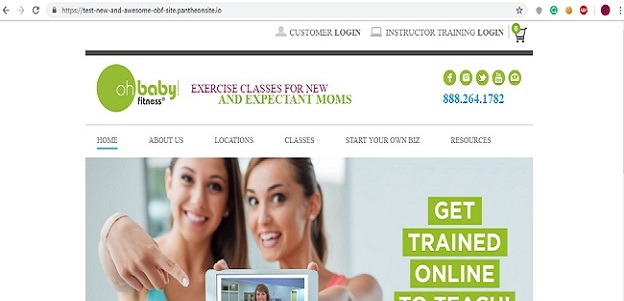 https://test-new-and-awesome-obf-site.pantheonsite.io
CUSTOMER LOGIN
INSTRUCTOR TRAINING LOGIN
0
ohbaby!
fitness®
EXERCISE CLASSES FOR NEW
AND EXPECTANT MOMS
888.264.1782
HOME ABOUT US LOCATIONS CLASSES START YOUR OWN BIZ RESOURCES
GET
TRAINED
ONLINE
TO TEACH!